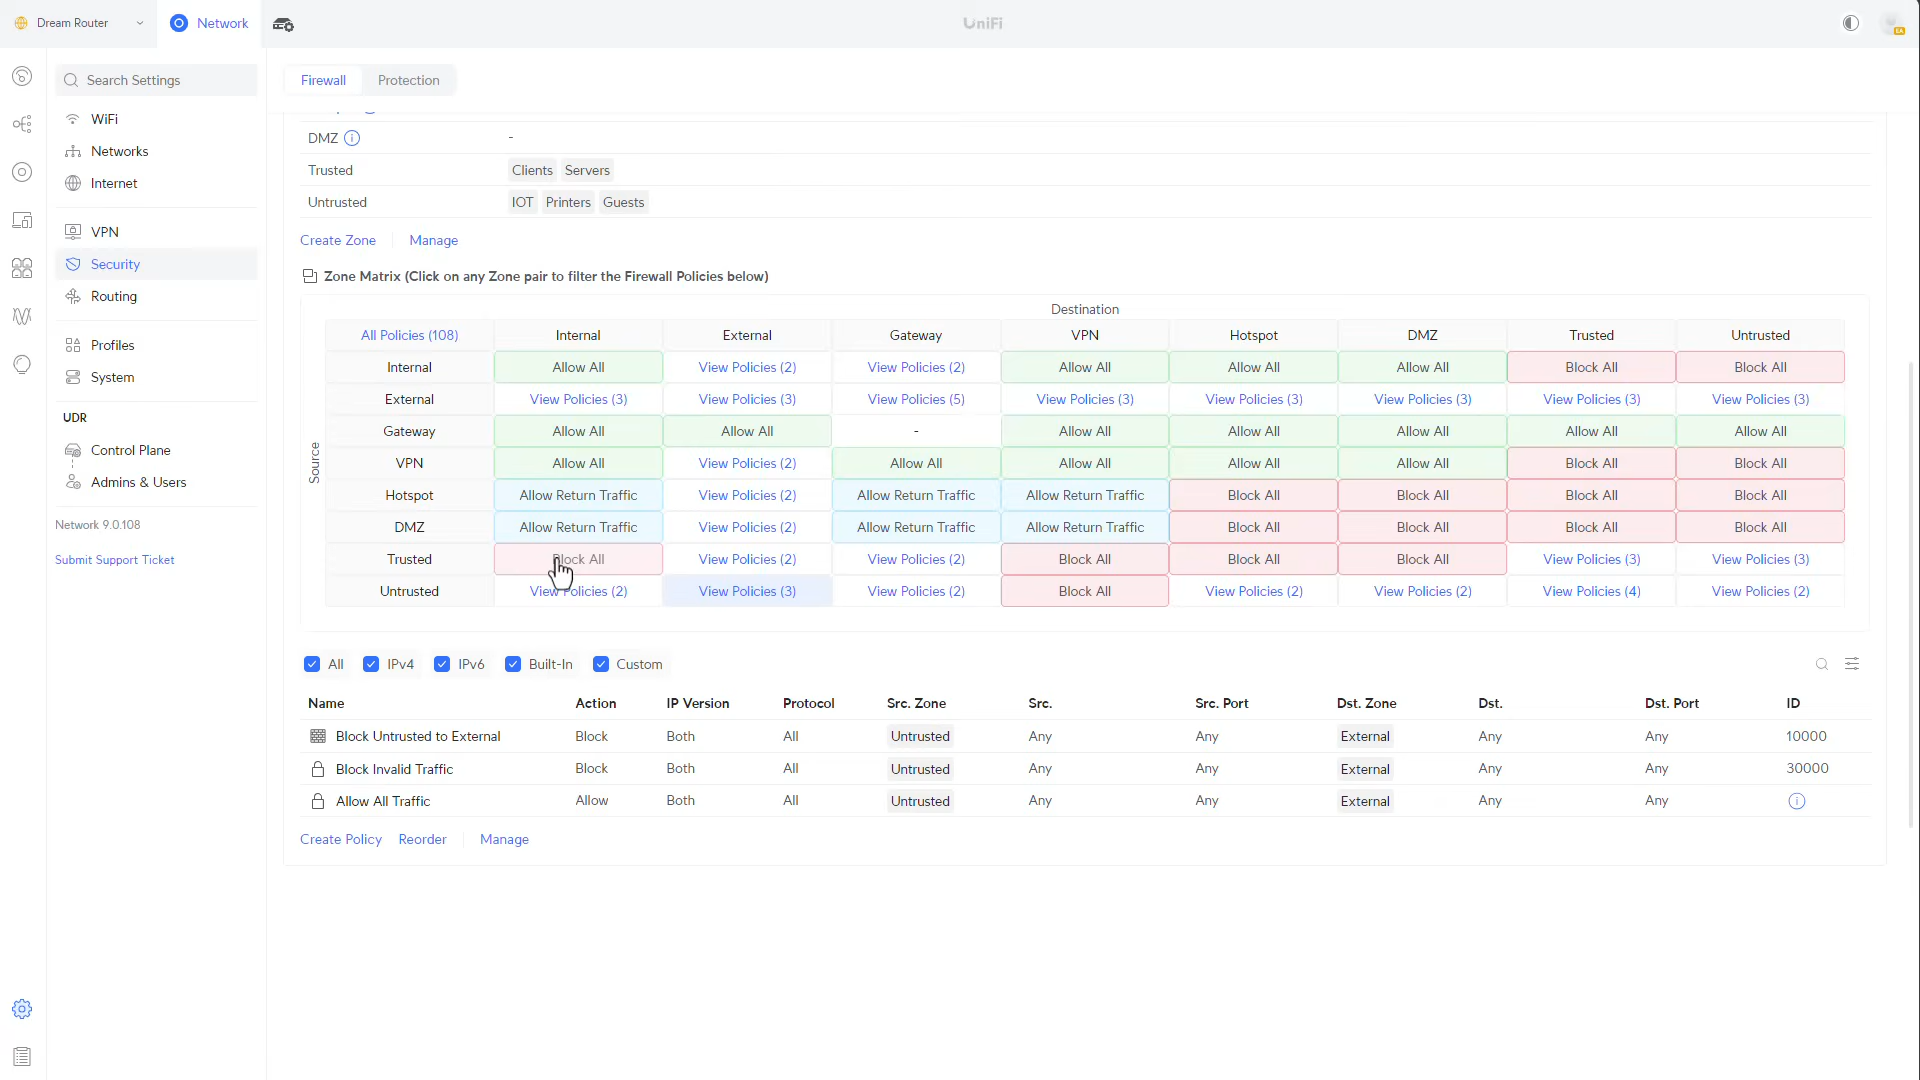 Dream Router
Network
UniFi
EA
Search Settings
WiFi
Networks
Internet
VPN
Security
Routing
Profiles
System
UDR
Control Plane
Admins & Users
Network 9.0.108
Submit Support Ticket
Firewall Protection
DMZ -
Trusted Clients Servers
Untrusted IOT Printers Guests
Create Zone Manage
Zone Matrix (Click on any Zone pair to filter the Firewall Policies below)
Destination
Source
All Policies (108) Internal External Gateway VPN Hotspot DMZ Trusted Untrusted
Internal Allow All View Policies (2) View Policies (2) Allow All Allow All Allow All Block All Block All
External View Policies (3) View Policies (3) View Policies (5) View Policies (3) View Policies (3) View Policies (3) View Policies (3) View Policies (3)
Gateway Allow All Allow All - Allow All Allow All Allow All Allow All Allow All
VPN Allow All View Policies (2) Allow All Allow All Allow All Allow All Block All Block All
Hotspot Allow Return Traffic View Policies (2) Allow Return Traffic Allow Return Traffic Block All Block All Block All Block All
DMZ Allow Return Traffic View Policies (2) Allow Return Traffic Allow Return Traffic Block All Block All Block All Block All
Trusted Block All View Policies (2) View Policies (2) Block All Block All Block All View Policies (3) View Policies (3)
Untrusted View Policies (2) View Policies (3) View Policies (2) Block All View Policies (2) View Policies (2) View Policies (4) View Policies (2)
All IPv4 IPv6 Built-In Custom
Name Action IP Version Protocol Src. Zone Src. Src. Port Dst. Zone Dst. Dst. Port ID
Block Untrusted to External Block Both All Untrusted Any Any External Any Any 10000
Block Invalid Traffic Block Both All Untrusted Any Any External Any Any 30000
Allow All Traffic Allow Both All Untrusted Any Any External Any Any
Create Policy Reorder Manage